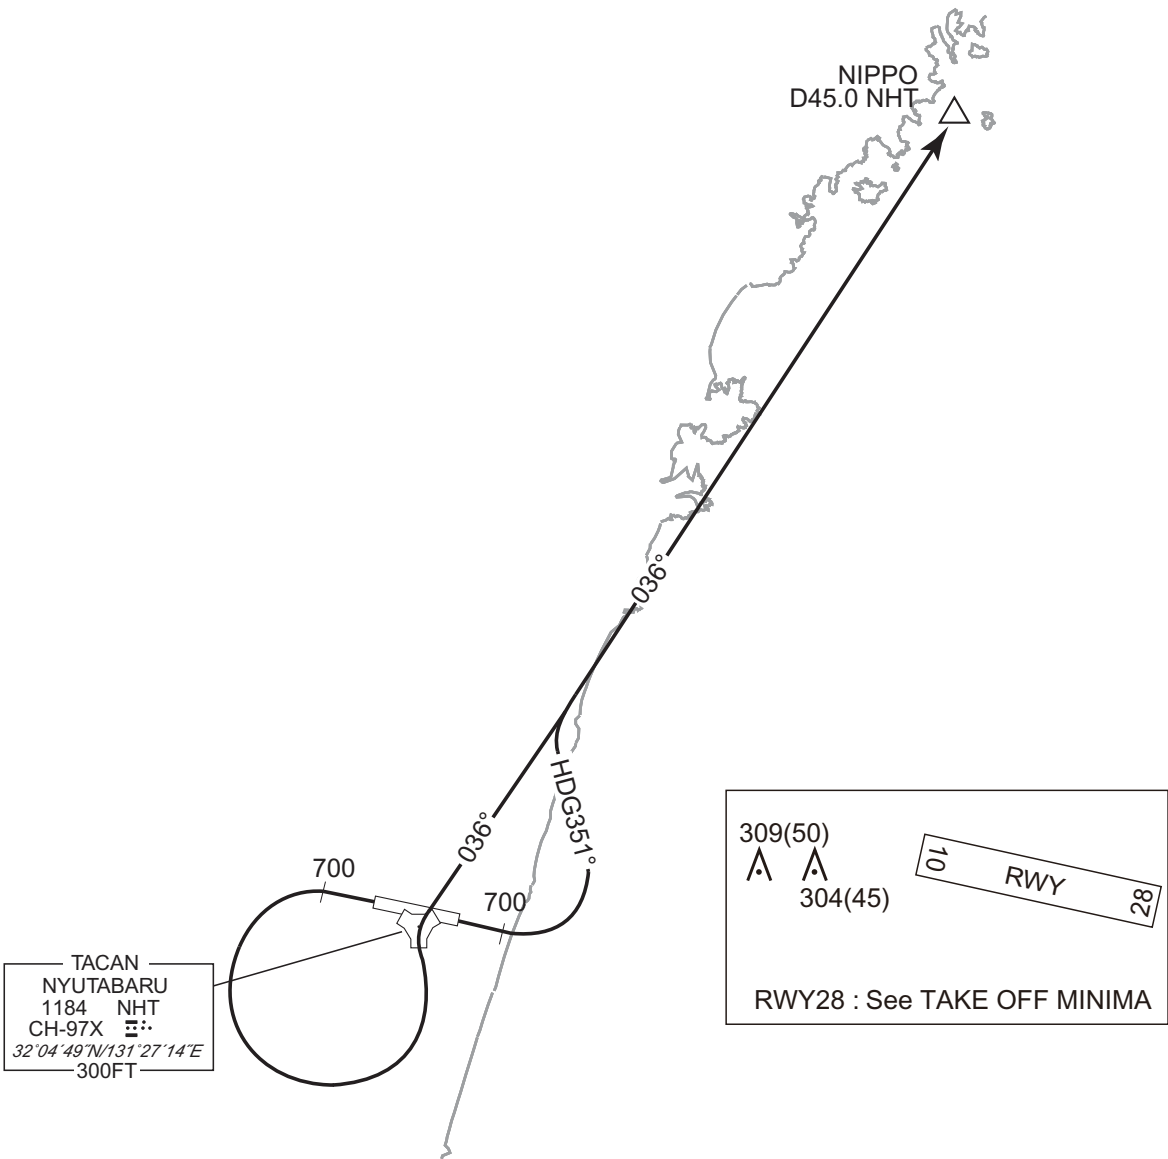 NIPPO
D45.0 NHT
036°
HDG351°
036°
700
700
TACAN
NYUTABARU
1184 NHT
CH-97X
32°04´49˝N/131°27´14˝E
300FT
309(50)
304(45)
10
RWY
28
RWY28 : See TAKE OFF MINIMA